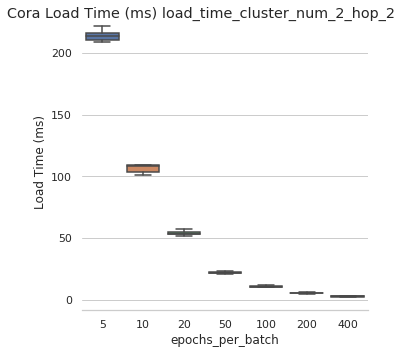 Cora Load Time (ms) load_time_cluster_num_2_hop_2
200
150
100
50
0
Load Time (ms)
5 10 20 50 100 200 400
epochs_per_batch